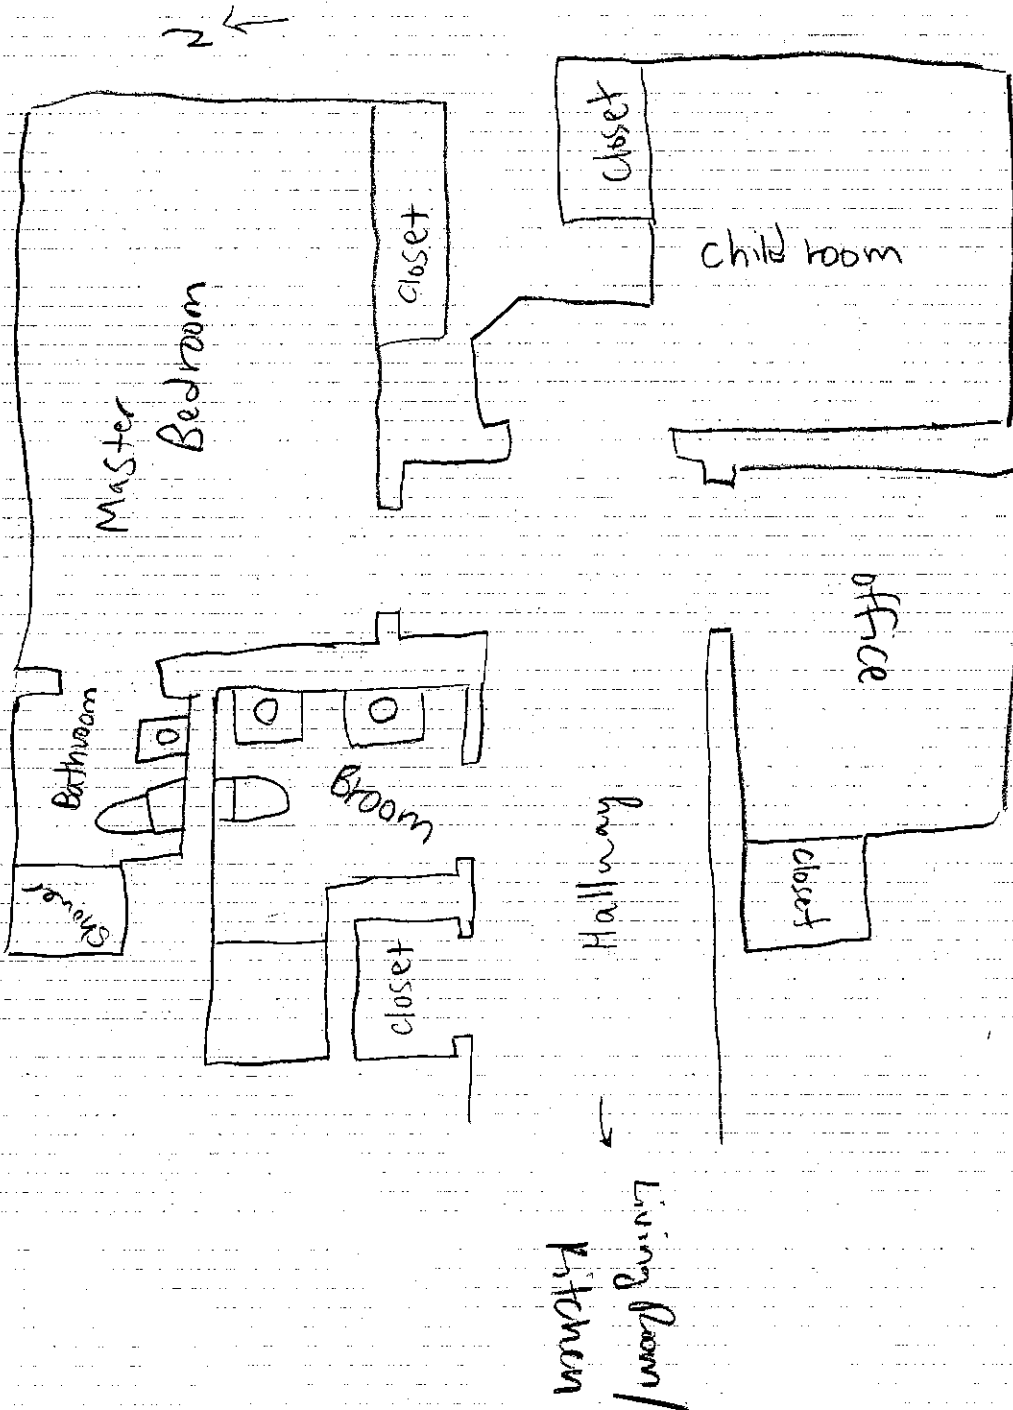 N
Closet
Closet
Child room
Master
Bedroom
office
Bathroom
Broom
Shower
Closet
Hallway
Closet
Living Room/
Kitchen